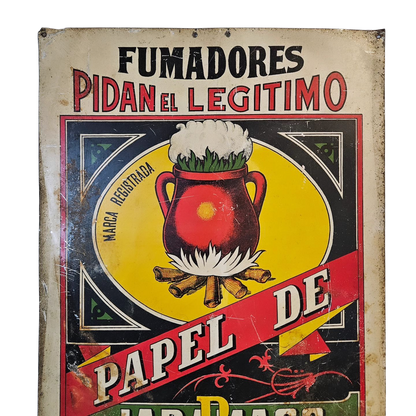 FUMADORES
PIDAN EL LEGITIMO
MARCA REGISTRADA
PAPEL DE